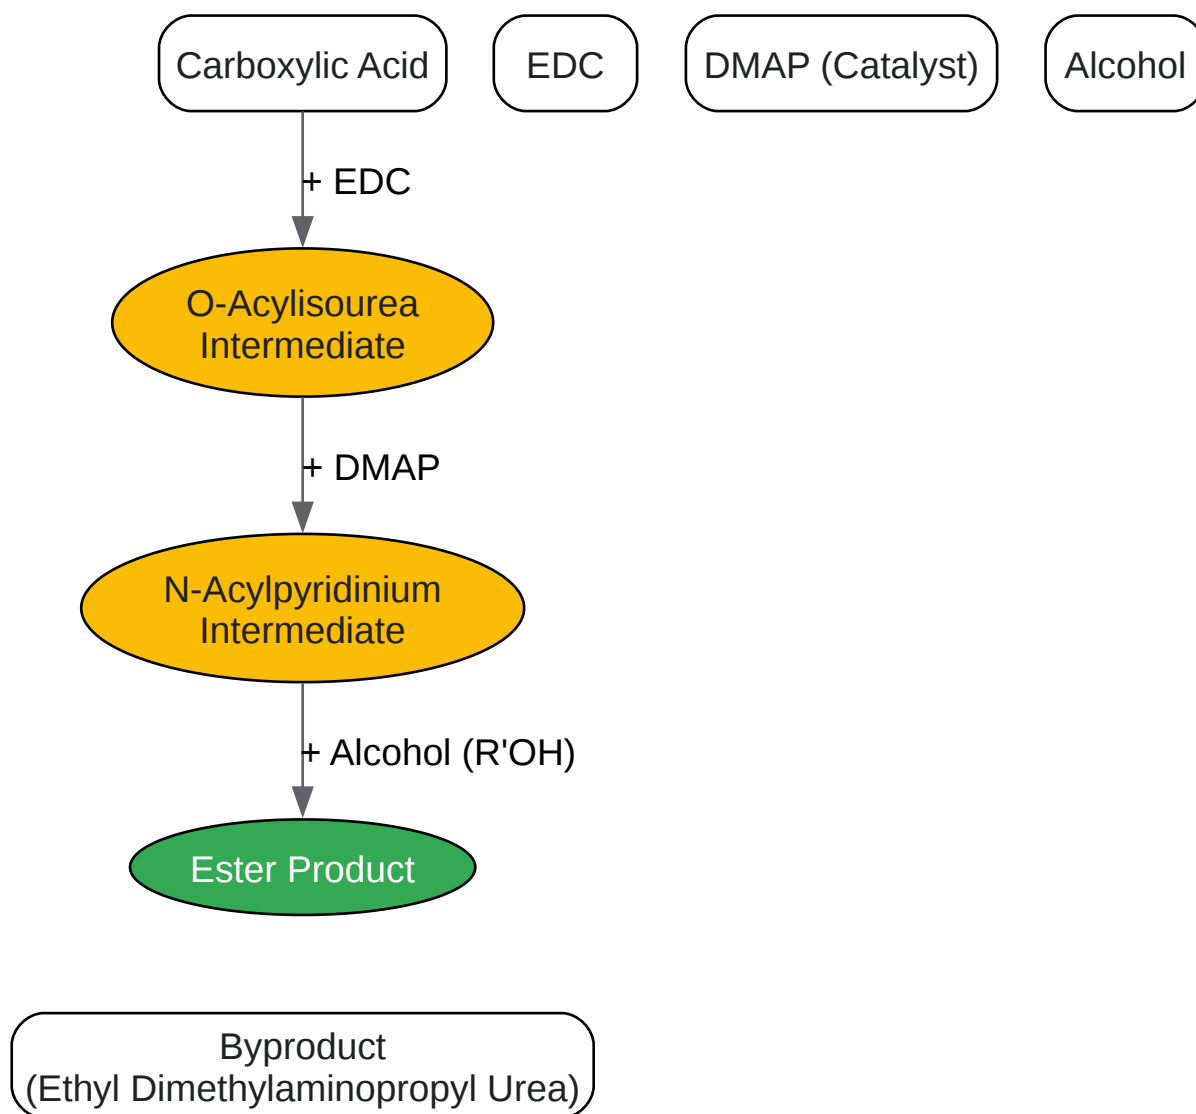 Carboxylic Acid
EDC
DMAP (Catalyst)
Alcohol
+ EDC
O-Acylisourea
Intermediate
+ DMAP
N-Acylpyridinium
Intermediate
+ Alcohol (R'OH)
Ester Product
Byproduct
(Ethyl Dimethylaminopropyl Urea)